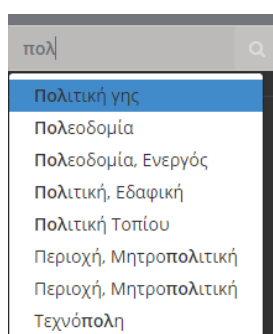 πολ
Πολιτική γης
Πολεοδομία
Πολεοδομία, Ενεργός
Πολιτική, Εδαφική
Πολιτική Τοπίου
Περιοχή, Μητροπολιτική
Περιοχή, Μητροπολιτική
Τεχνόπολη